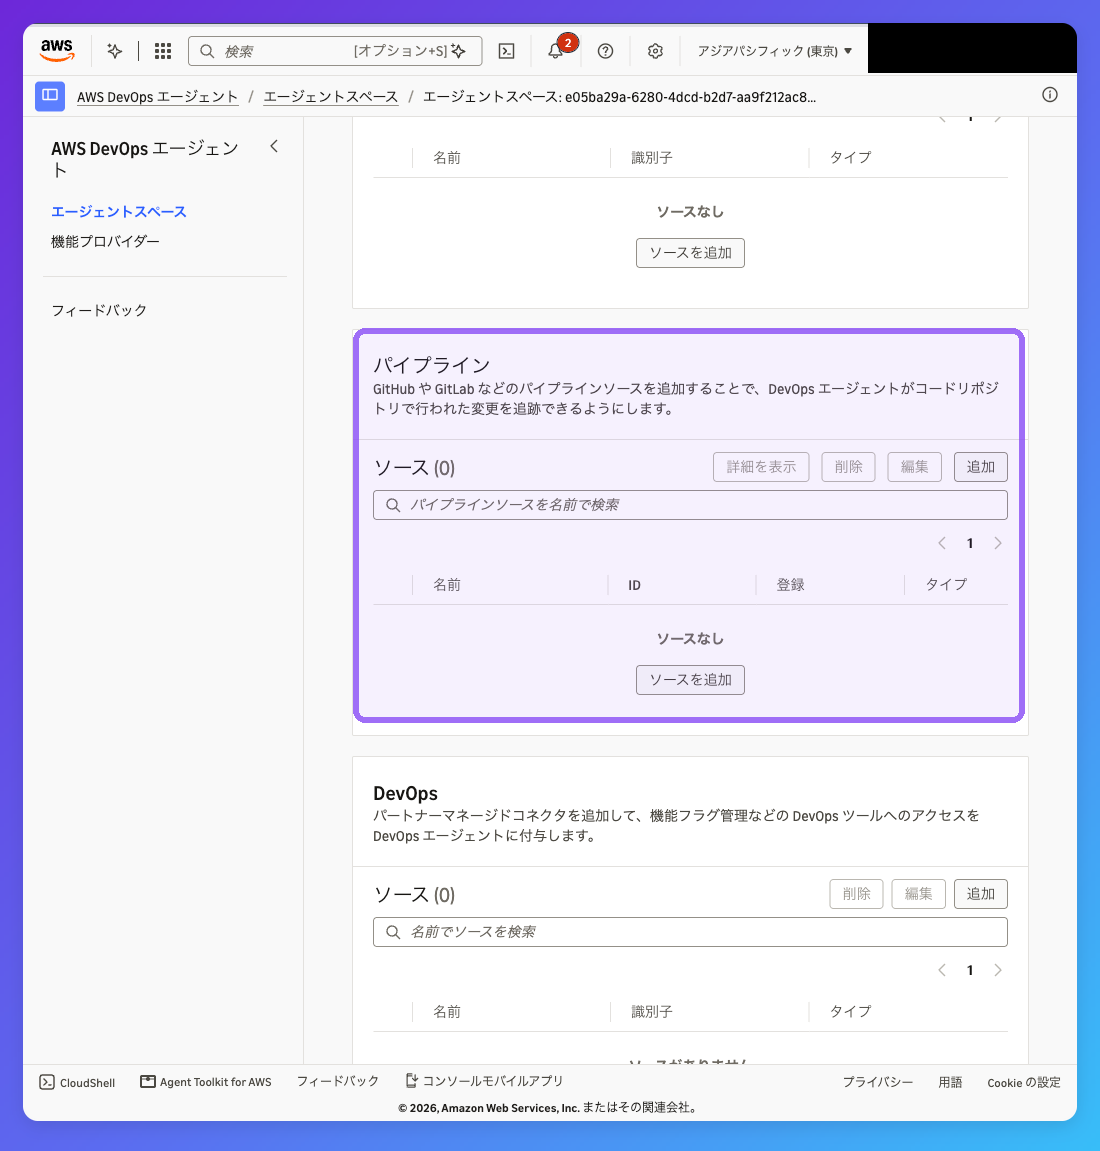 aws
検索
[オプション+S]
2
アジアパシフィック (東京) ▼
AWS DevOps エージェント / エージェントスペース / エージェントスペース: e05ba29a-6280-4dcd-b2d7-aa9f212ac8...
AWS DevOps エージェン
ト
エージェントスペース
機能プロバイダー
フィードバック
1
名前 識別子 タイプ
ソースなし
ソースを追加
パイプライン
GitHub や GitLab などのパイプラインソースを追加することで、DevOps エージェントがコードリポジ
トリで行われた変更を追跡できるようにします。
ソース (0) 詳細を表示 削除 編集 追加
パイプラインソースを名前で検索
1
名前 ID 登録 タイプ
ソースなし
ソースを追加
DevOps
パートナーマネージドコネクタを追加して、機能フラグ管理などの DevOps ツールへのアクセスを
DevOps エージェントに付与します。
ソース (0) 削除 編集 追加
名前でソースを検索
1
名前 識別子 タイプ
ソースがありません
CloudShell Agent Toolkit for AWS フィードバック コンソールモバイルアプリ プライバシー 用語 Cookie の設定
© 2026, Amazon Web Services, Inc. またはその関連会社。